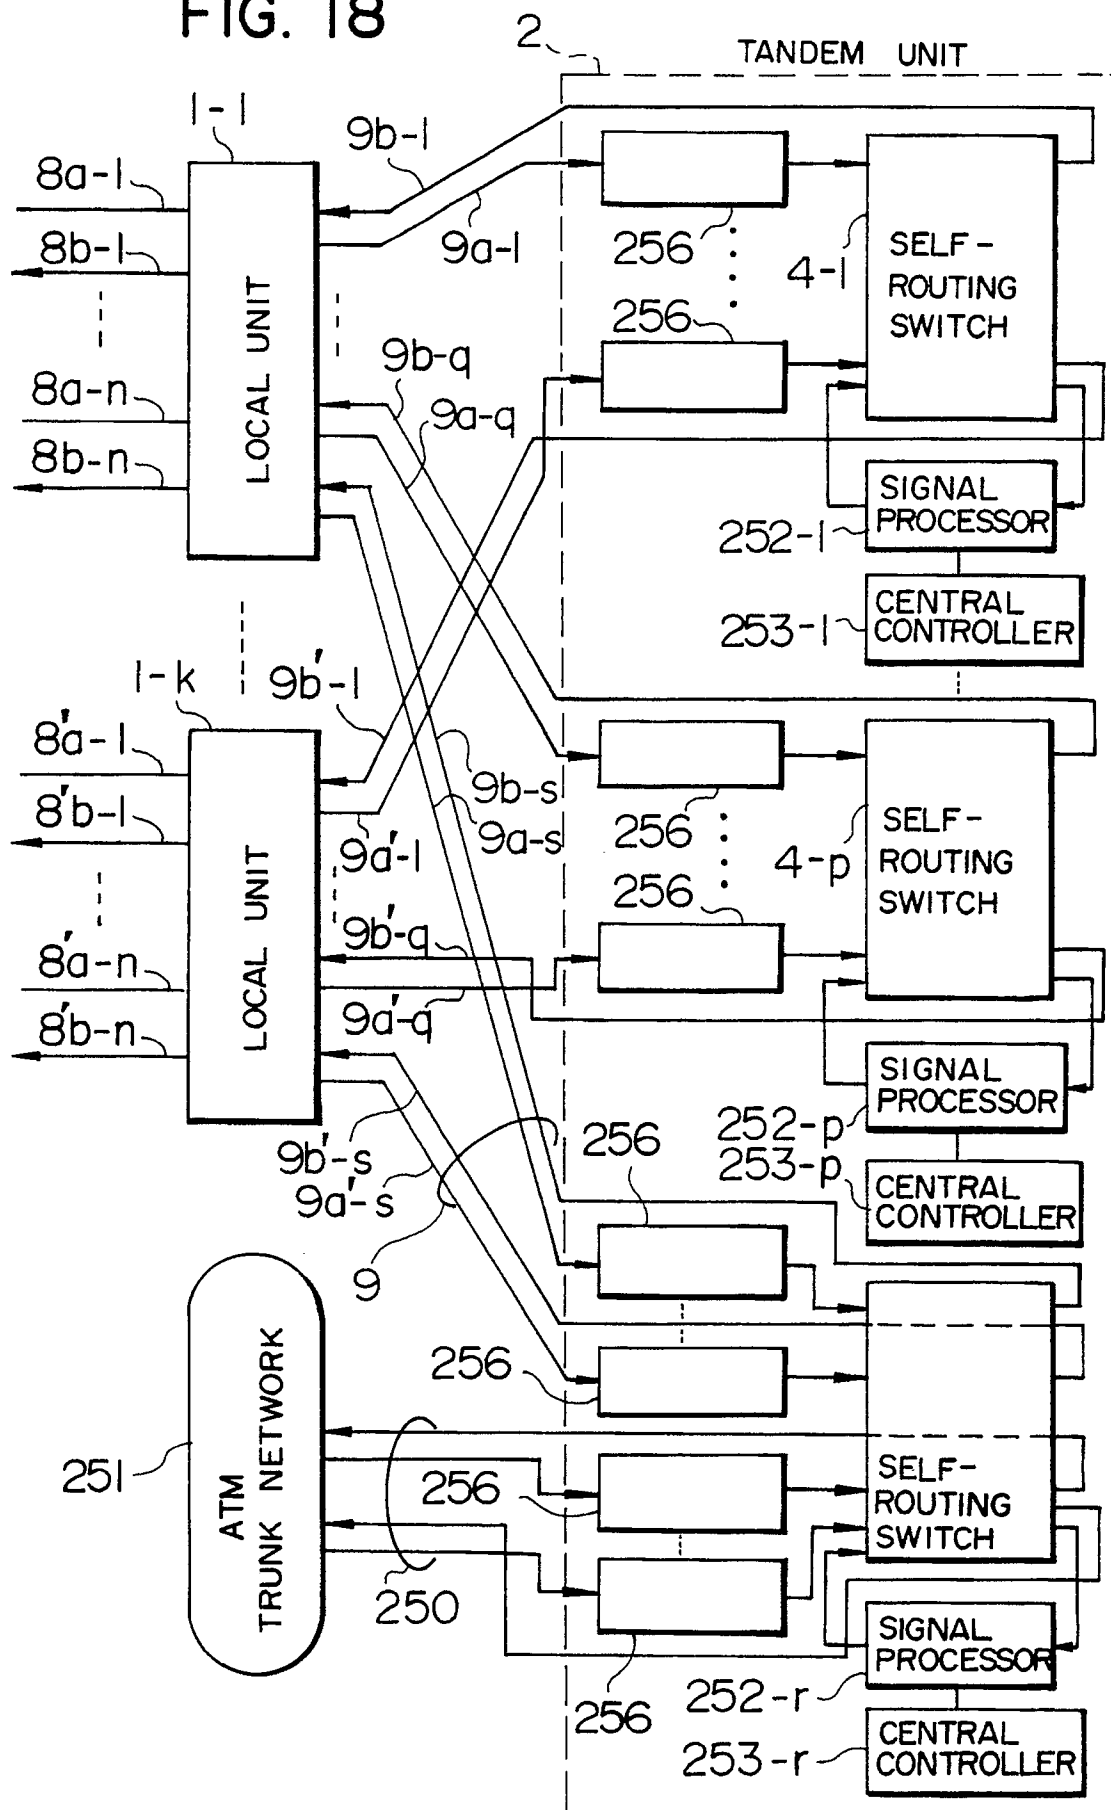 FIG. 18
2
TANDEM UNIT
1-1
9b-1
8a-1
9a-1
256
8b-1
4-1
SELF-
ROUTING
SWITCH
LOCAL UNIT
256
9b-q
8a-n
9a-q
8b-n
SIGNAL
PROCESSOR
252-1
CENTRAL
CONTROLLER
253-1
1-k
9b'-1
8'a-1
9b-s
8'b-1
9a-s
256
9a'-1
4-p
SELF-
ROUTING
SWITCH
LOCAL UNIT
256
9b'-q
8'a-n
9a'-q
8'b-n
SIGNAL
PROCESSOR
252-p
9b'-s
256
253-p
9a'-s
CENTRAL
CONTROLLER
9
256
251
ATM
TRUNK NETWORK
256
SELF-
ROUTING
SWITCH
250
SIGNAL
PROCESSOR
252-r
256
CENTRAL
CONTROLLER
253-r